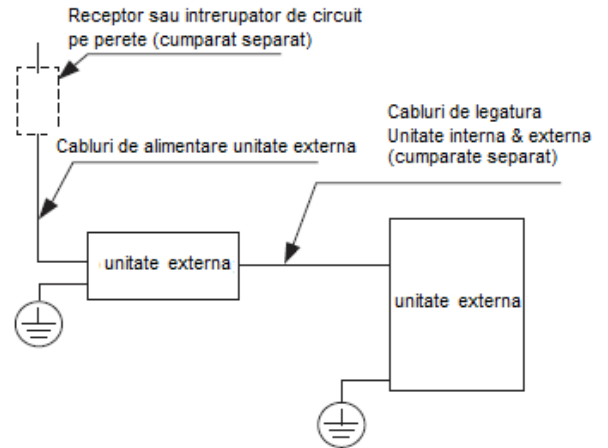 Receptor sau intrerupator de circuit
pe perete (cumparat separat)
Cabluri de legatura
Unitate interna & externa
(cumparate separat)
Cabluri de alimentare unitate externa
unitate externa
unitate externa